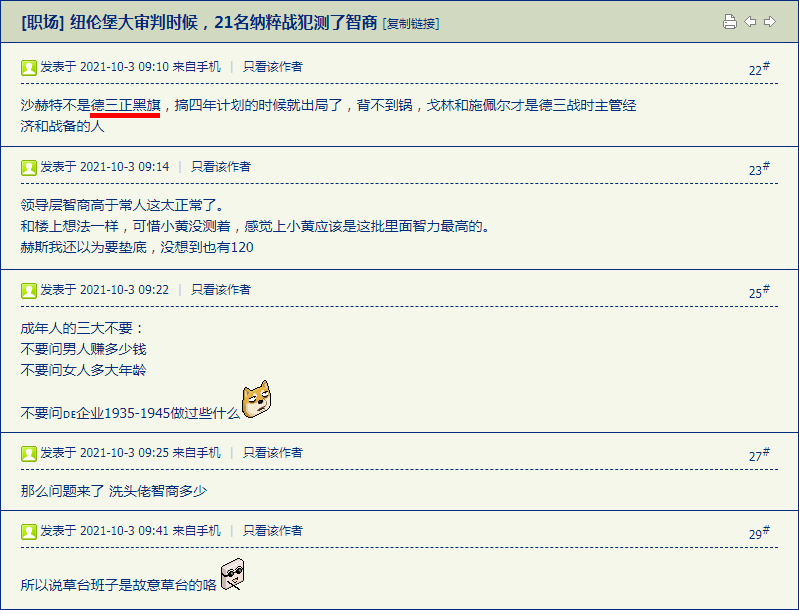 [职场] 纽伦堡大审判时候，21名纳粹战犯测了智商 [复制链接]
发表于 2021-10-3 09:10 来自手机 | 只看该作者 22#
沙赫特不是德三正黑旗，搞四年计划的时候就出局了，背不到锅，戈林和施佩尔才是德三战时主管经
济和战备的人
发表于 2021-10-3 09:14 | 只看该作者 23#
领导层智商高于常人这太正常了。
和楼上想法一样，可惜小黄没测着，感觉上小黄应该是这批里面智力最高的。
赫斯我还以为要垫底，没想到也有120
发表于 2021-10-3 09:22 | 只看该作者 25#
成年人的三大不要：
不要问男人赚多少钱
不要问女人多大年龄
不要问DE企业1935-1945做过些什么
发表于 2021-10-3 09:25 来自手机 | 只看该作者 27#
那么问题来了 洗头佬智商多少
发表于 2021-10-3 09:41 来自手机 | 只看该作者 29#
所以说草台班子是故意草台的咯